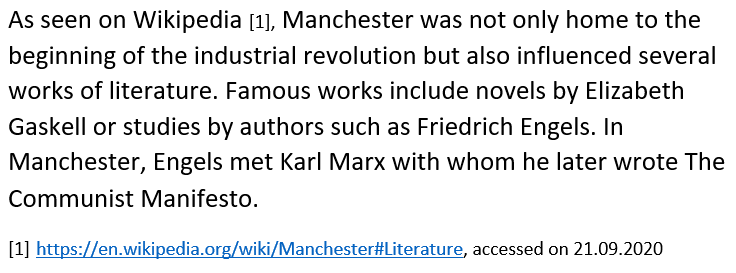 As seen on Wikipedia [1], Manchester was not only home to the
beginning of the industrial revolution but also influenced several
works of literature. Famous works include novels by Elizabeth
Gaskell or studies by authors such as Friedrich Engels. In
Manchester, Engels met Karl Marx with whom he later wrote The
Communist Manifesto.
[1] https://en.wikipedia.org/wiki/Manchester#Literature, accessed on 21.09.2020